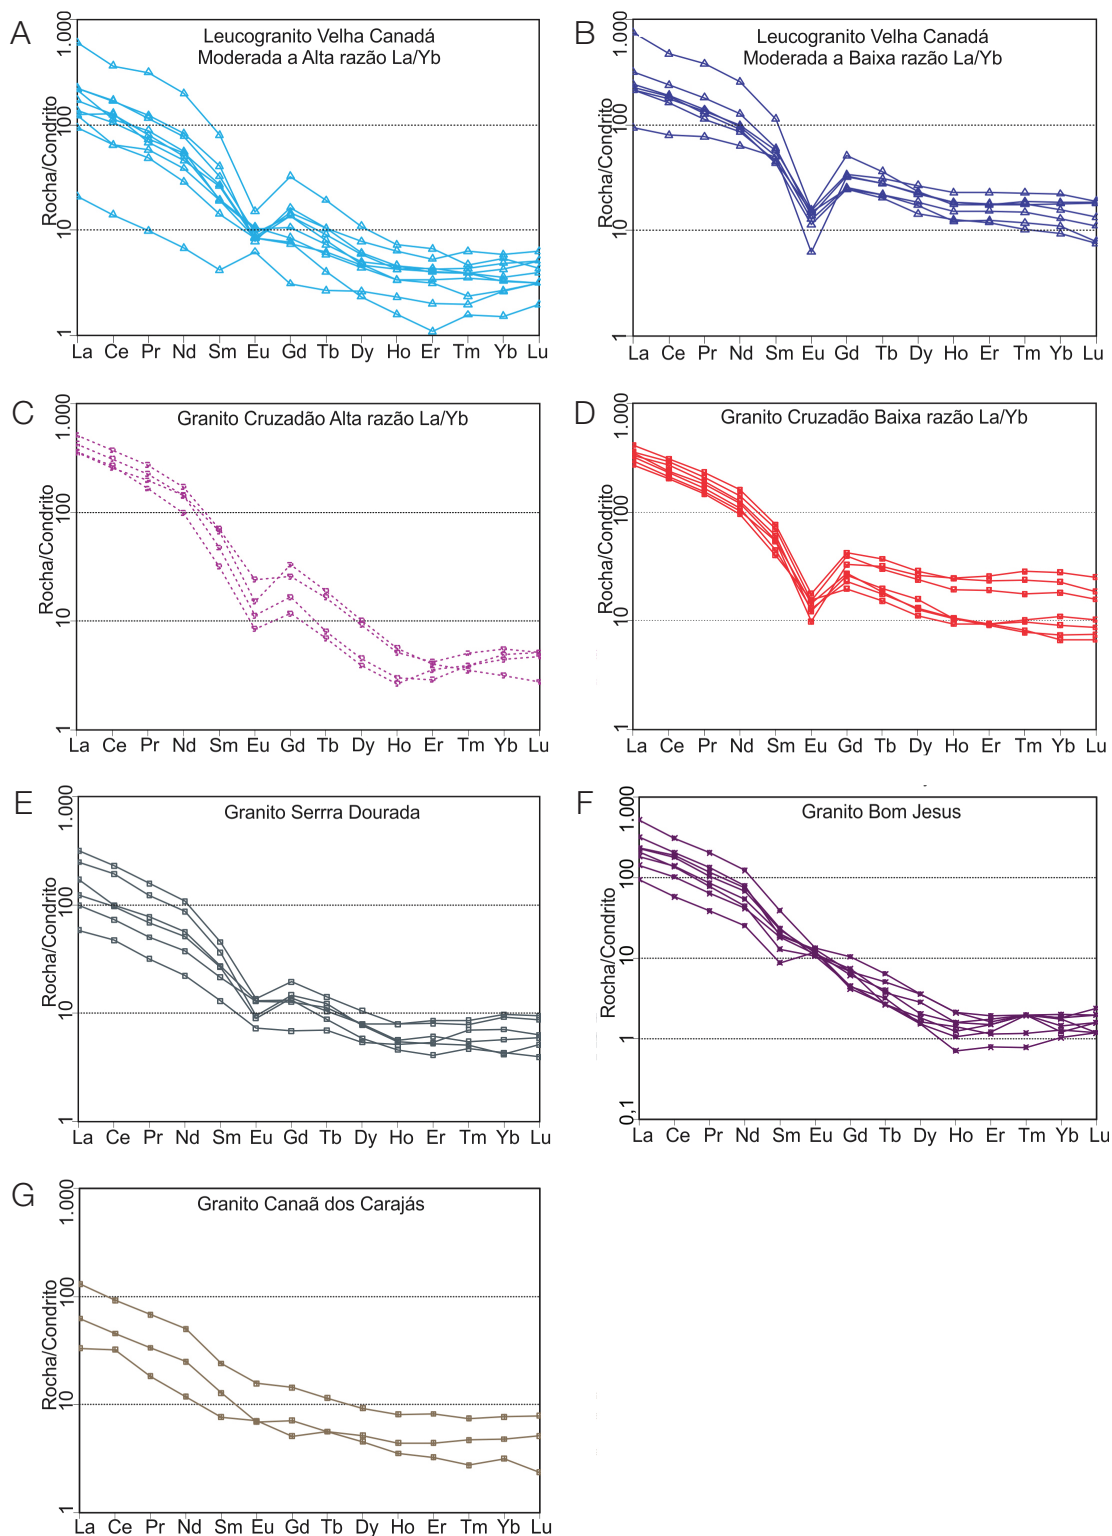 A
Leucogranito Velha Canadá
Moderada a Alta razão La/Yb
Rocha/Condrito
1.000
100
10
1
La Ce Pr Nd Sm Eu Gd Tb Dy Ho Er Tm Yb Lu
B
Leucogranito Velha Canadá
Moderada a Baixa razão La/Yb
Rocha/Condrito
1.000
100
10
1
La Ce Pr Nd Sm Eu Gd Tb Dy Ho Er Tm Yb Lu
C
Granito Cruzadão Alta razão La/Yb
Rocha/Condrito
1.000
100
10
1
La Ce Pr Nd Sm Eu Gd Tb Dy Ho Er Tm Yb Lu
D
Granito Cruzadão Baixa razão La/Yb
Rocha/Condrito
1.000
100
10
1
La Ce Pr Nd Sm Eu Gd Tb Dy Ho Er Tm Yb Lu
E
Granito Serrra Dourada
Rocha/Condrito
1.000
100
10
1
La Ce Pr Nd Sm Eu Gd Tb Dy Ho Er Tm Yb Lu
F
Granito Bom Jesus
Rocha/Condrito
1.000
100
10
1
0,1
La Ce Pr Nd Sm Eu Gd Tb Dy Ho Er Tm Yb Lu
G
Granito Canaã dos Carajás
Rocha/Condrito
1.000
100
10
1
La Ce Pr Nd Sm Eu Gd Tb Dy Ho Er Tm Yb Lu